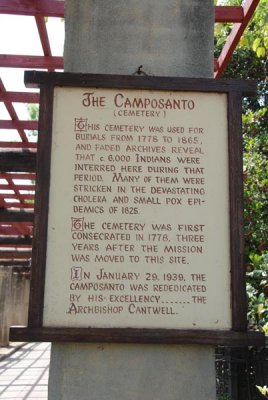 The Camposanto
(Cemetery)
This cemetery was used for
burials from 1778 to 1865,
and faded archives reveal
that c. 6,000 Indians were
interred here during that
period. Many of them were
stricken in the devastating
cholera and small pox epi-
demics of 1825.
The cemetery was first
consecrated in 1778, three
years after the mission
was moved to this site.
In January 29, 1939, the
camposanto was rededicated
by his excellency.......the
Archbishop Cantwell.